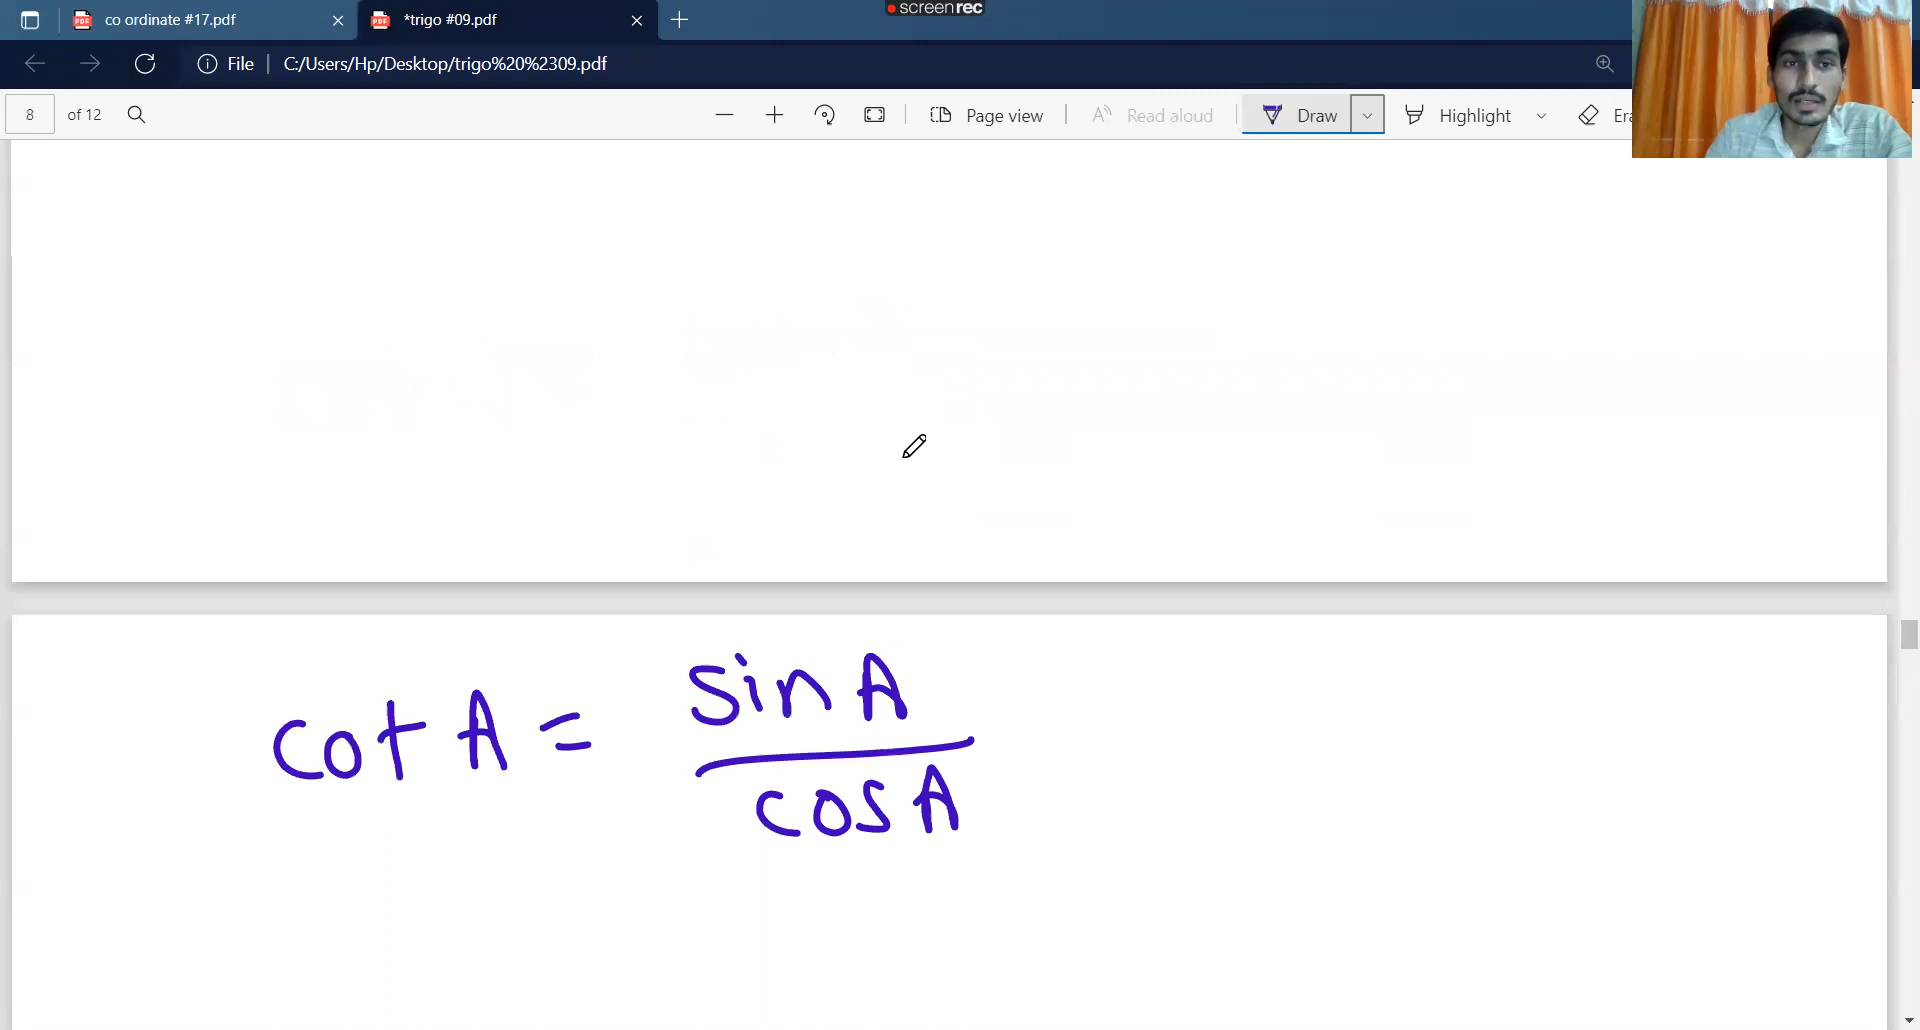 co ordinate #17.pdf
*trigo #09.pdf
screenrec
File
C:/Users/Hp/Desktop/trigo%20%2309.pdf
8 of 12
Page view
Read aloud
Draw
Highlight
Era
cot A = sin A
cos A